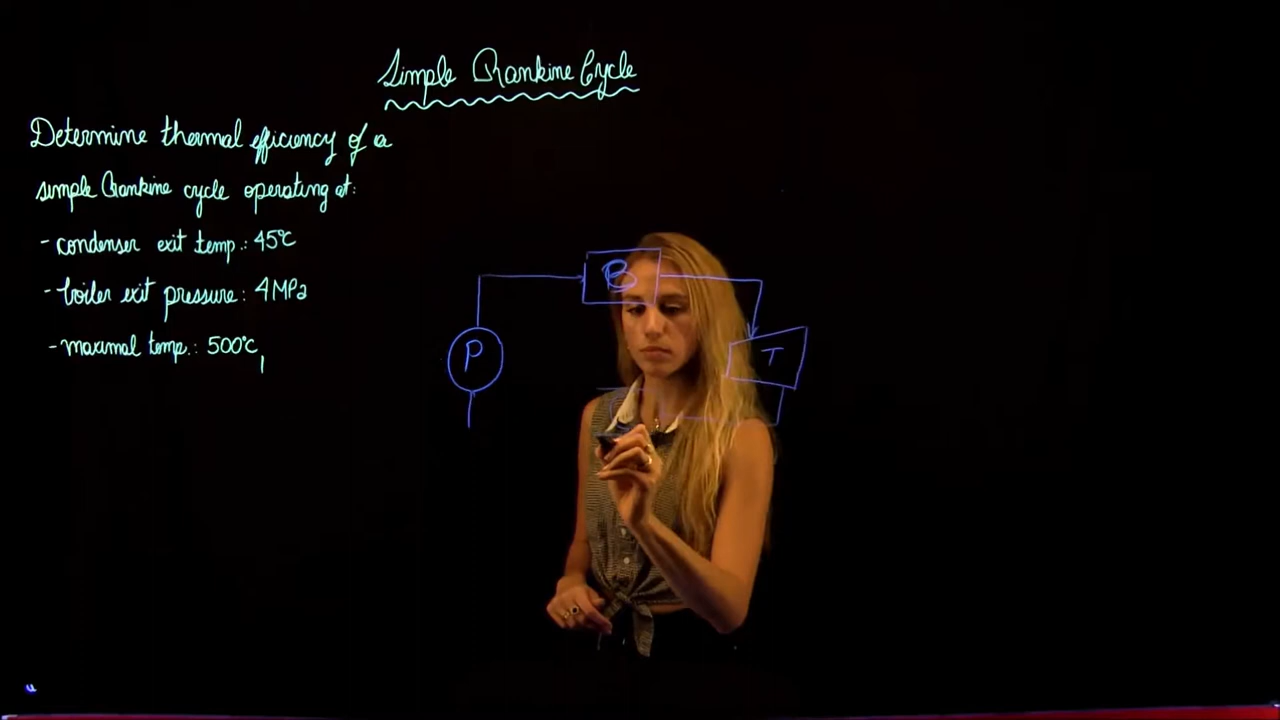 Simple Rankine Cycle
Determine thermal efficiency of a
simple Rankine cycle operating at:
- condenser exit temp.: 45°C
- boiler exit pressure: 4MPa
- maximal temp.: 500°C
B
P
T